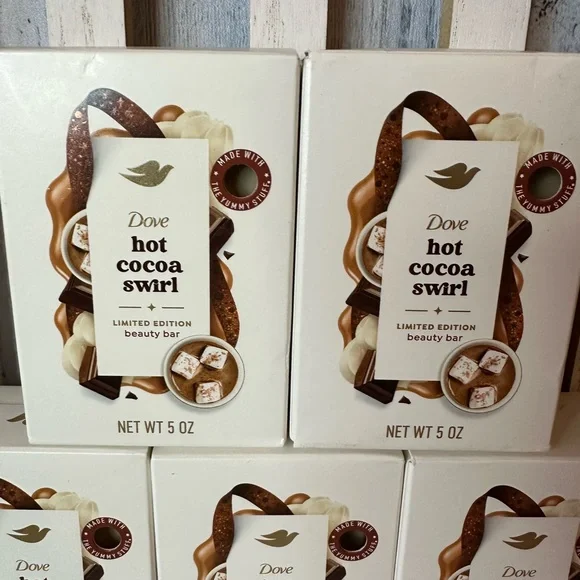 MADE WITH
THE YUMMY STUFF.
Dove
hot
cocoa
swirl
LIMITED EDITION
beauty bar
NET WT 5 OZ
MADE WITH
THE YUMMY STUFF.
Dove
hot
cocoa
swirl
LIMITED EDITION
beauty bar
NET WT 5 OZ
MADE WITH
THE YUMMY STUFF.
Dove
hot
MADE WITH
THE YUMMY STUFF.
Dove
Dove